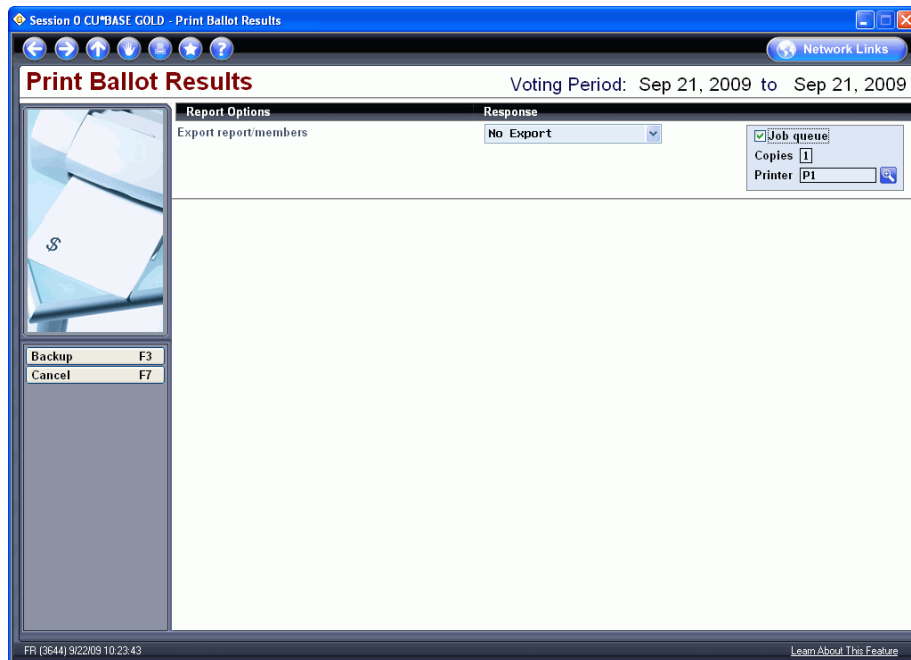 Session 0 CU*BASE GOLD - Print Ballot Results
Network Links
Print Ballot Results
Voting Period: Sep 21, 2009 to Sep 21, 2009
Report Options Response
Export report/members No Export
Job queue
Copies 1
Printer P1
$
Backup F3
Cancel F7
FR (3644) 9/22/09 10:23:43
Learn About This Feature